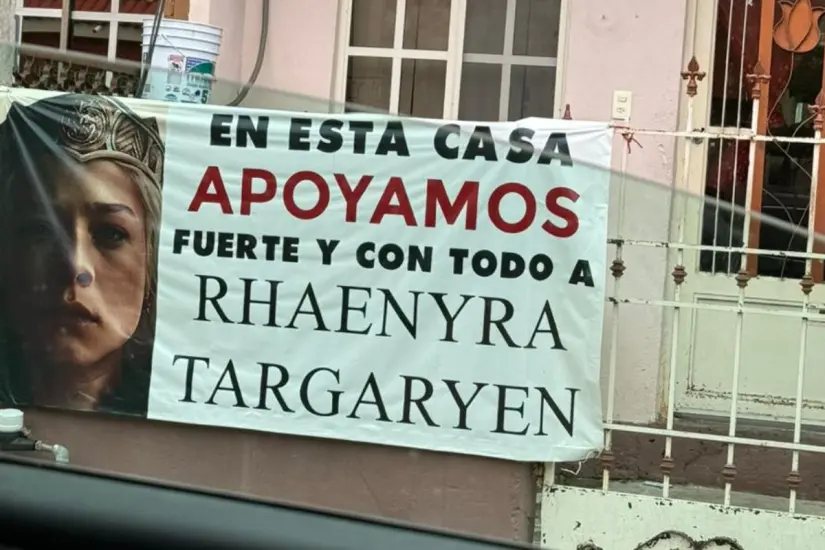 EN ESTA CASA
APOYAMOS
FUERTE Y CON TODO A
RHAENYRA
TARGARYEN